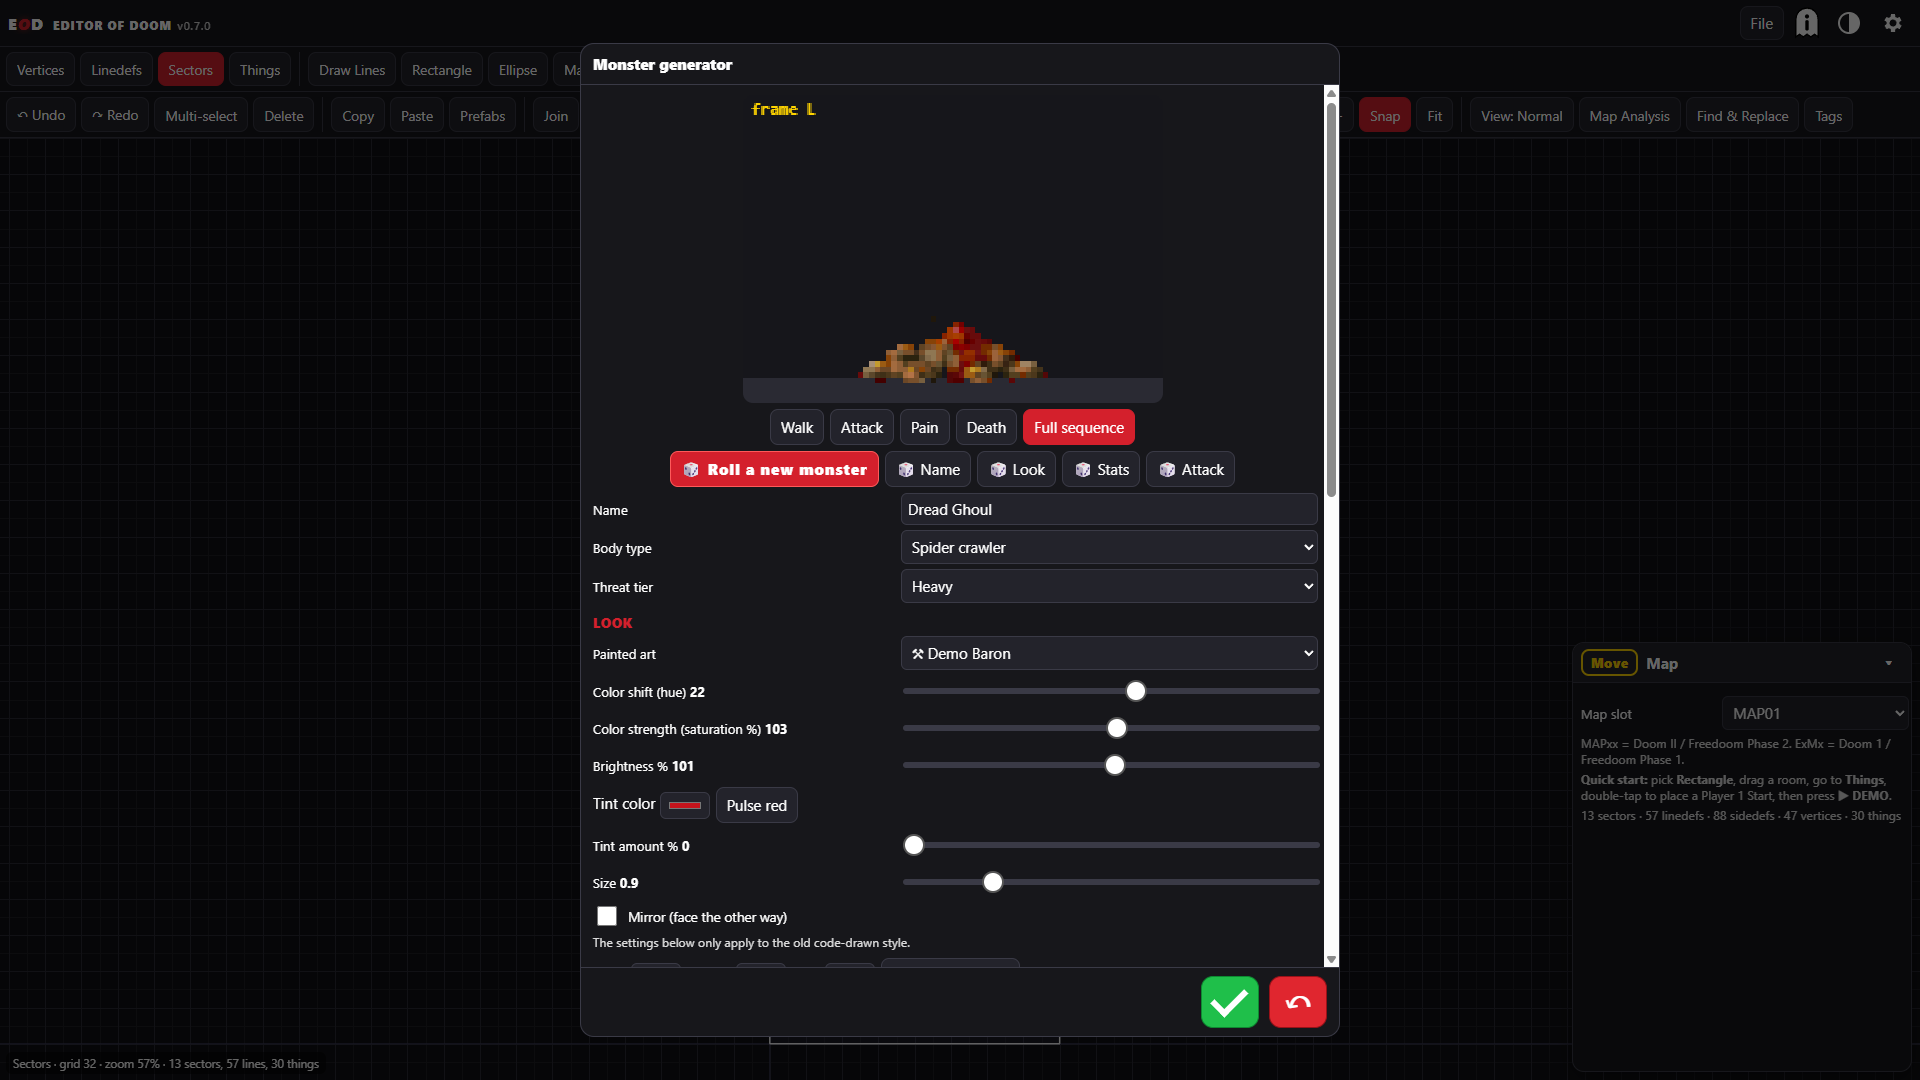 EOD EDITOR OF DOOM v0.7.0
File
Vertices Linedefs Sectors Things Draw Lines Rectangle Ellipse Ma
Undo Redo Multi-select Delete Copy Paste Prefabs Join
Snap Fit View: Normal Map Analysis Find & Replace Tags
Monster generator
frame L
Walk Attack Pain Death Full sequence
Roll a new monster Name Look Stats Attack
Name Dread Ghoul
Body type Spider crawler
Threat tier Heavy
LOOK
Painted art ⚒ Demo Baron
Color shift (hue) 22
Color strength (saturation %) 103
Brightness % 101
Tint color Pulse red
Tint amount % 0
Size 0.9
Mirror (face the other way)
The settings below only apply to the old code-drawn style.
Move Map
Map slot MAP01
MAPxx = Doom II / Freedoom Phase 2. ExMx = Doom 1 /
Freedoom Phase 1.
Quick start: pick Rectangle, drag a room, go to Things,
double-tap to place a Player 1 Start, then press ▶ DEMO.
13 sectors · 57 linedefs · 88 sidedefs · 47 vertices · 30 things
Sectors · grid 32 · zoom 57% · 13 sectors, 57 lines, 30 things